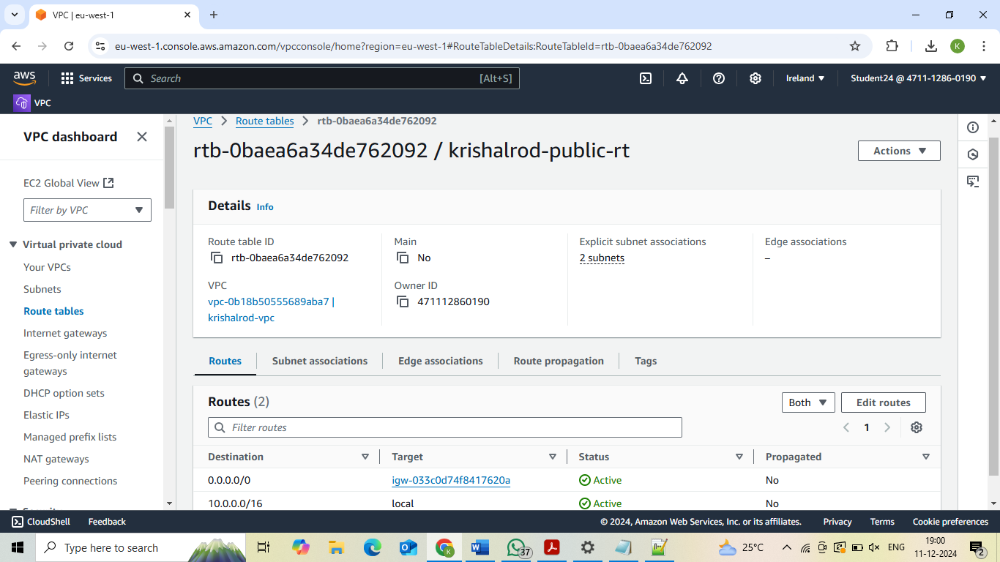 VPC | eu-west-1
eu-west-1.console.aws.amazon.com/vpcconsole/home?region=eu-west-1#RouteTableDetails:RouteTableId=rtb-0baea6a34de762092
K
aws
Services
Search
[Alt+S]
Ireland
Student24 @ 4711-1286-0190
VPC
VPC dashboard
EC2 Global View
Filter by VPC
Virtual private cloud
Your VPCs
Subnets
Route tables
Internet gateways
Egress-only internet
gateways
DHCP option sets
Elastic IPs
Managed prefix lists
NAT gateways
Peering connections
VPC
Route tables
rtb-0baea6a34de762092
rtb-0baea6a34de762092 / krishalrod-public-rt
Actions
Details Info
Route table ID
rtb-0baea6a34de762092
Main
No
Explicit subnet associations
2 subnets
Edge associations
–
VPC
vpc-0b18b50555689aba7 |
krishalrod-vpc
Owner ID
471112860190
Routes
Subnet associations
Edge associations
Route propagation
Tags
Routes (2)
Both
Edit routes
Filter routes
1
Destination Target Status Propagated
0.0.0.0/0 igw-033c0d74f8417620a Active No
10.0.0.0/16 local Active No
CloudShell
Feedback
© 2024, Amazon Web Services, Inc. or its affiliates.
Privacy
Terms
Cookie preferences
Type here to search
37
25°C
ENG
19:00
11-12-2024
2